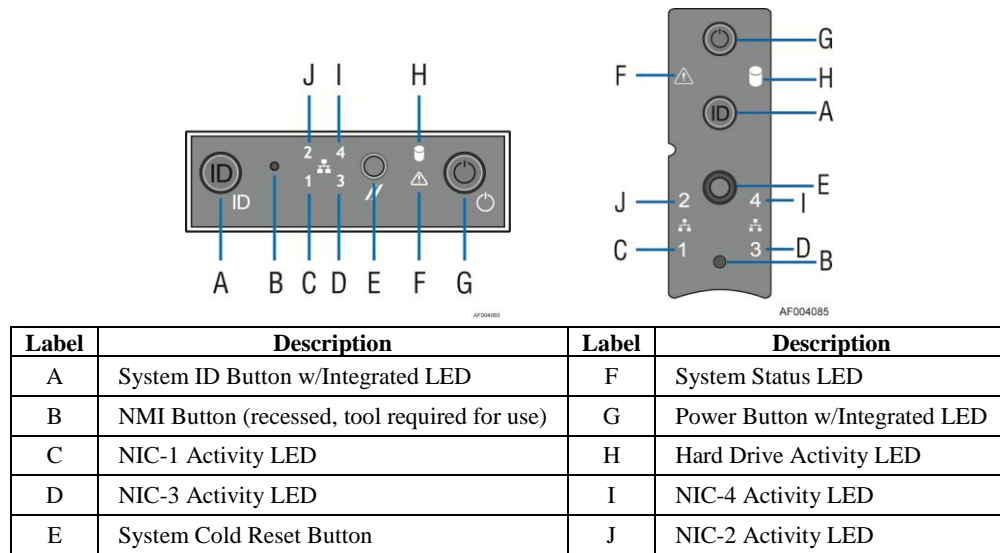 J I H
2 4
ID
1 3
ID
A B C D E F G
AF004065
G
F H
ID A
E
J 2 4 I
C 1 3 D
B
AF004085
Label Description Label Description
A System ID Button w/Integrated LED F System Status LED
B NMI Button (recessed, tool required for use) G Power Button w/Integrated LED
C NIC-1 Activity LED H Hard Drive Activity LED
D NIC-3 Activity LED I NIC-4 Activity LED
E System Cold Reset Button J NIC-2 Activity LED